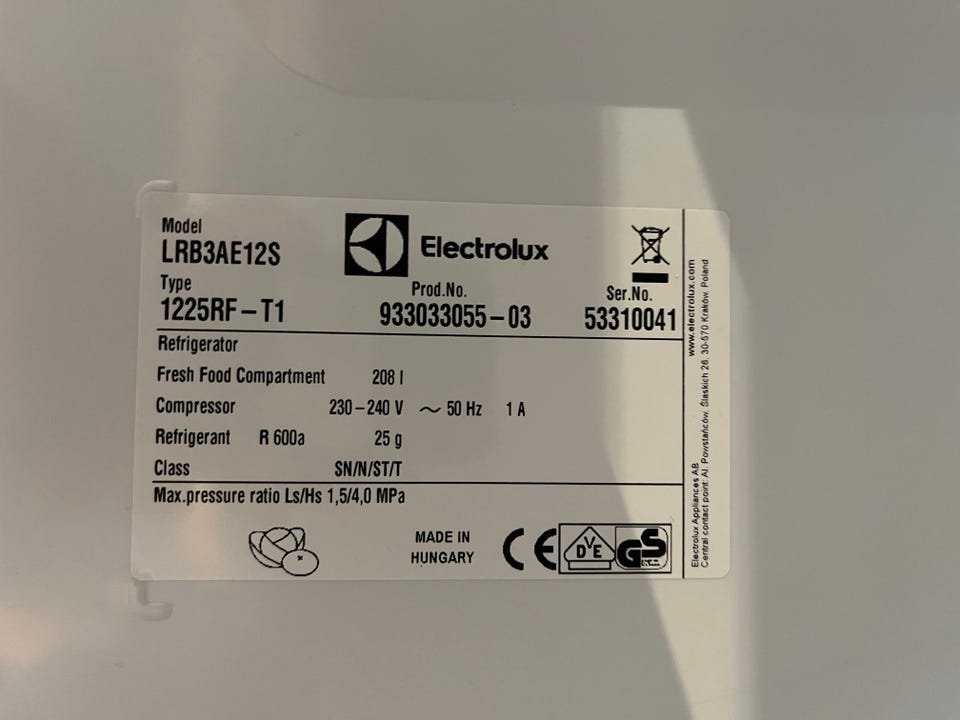 Model
LRB3AE12S
Electrolux
Type
1225RF-T1
Prod.No.
933033055-03
Ser.No.
53310041
Refrigerator
Fresh Food Compartment 208 l
Compressor 230-240 V ~ 50 Hz 1 A
Refrigerant R 600a 25 g
Class SN/N/ST/T
Max.pressure ratio Ls/Hs 1,5/4,0 MPa
MADE IN
HUNGARY
CE
DVE
GS
www.electrolux.com
Electrolux Appliances AB
Central contact point: Al. Powstańców. Ślaskich 26. 30-570 Kraków. Poland